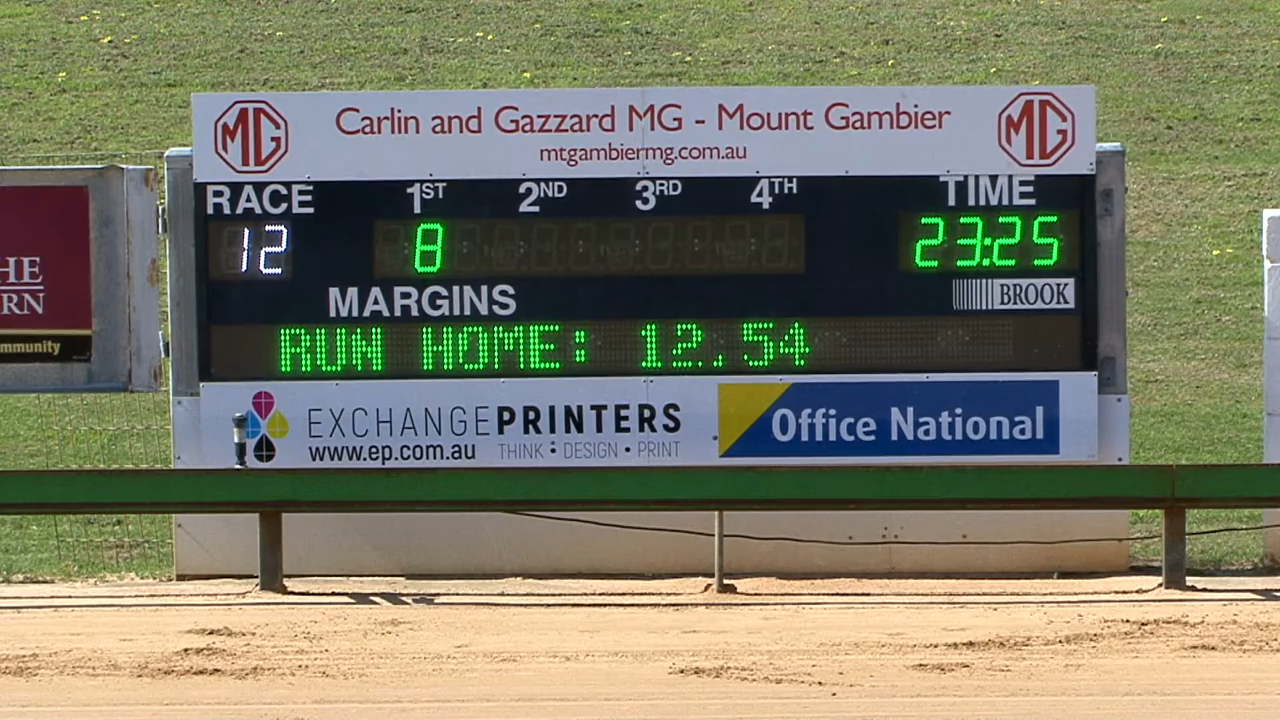 MG Carlin and Gazzard MG - Mount Gambier MG
mtgambiermg.com.au
RACE 1ST 2ND 3RD 4TH TIME
12 8 23:25
MARGINS BROOK
RUN HOME: 12.54
EXCHANGEPRINTERS
www.ep.com.au THINK • DESIGN • PRINT
Office National
HE
RN
mmunity